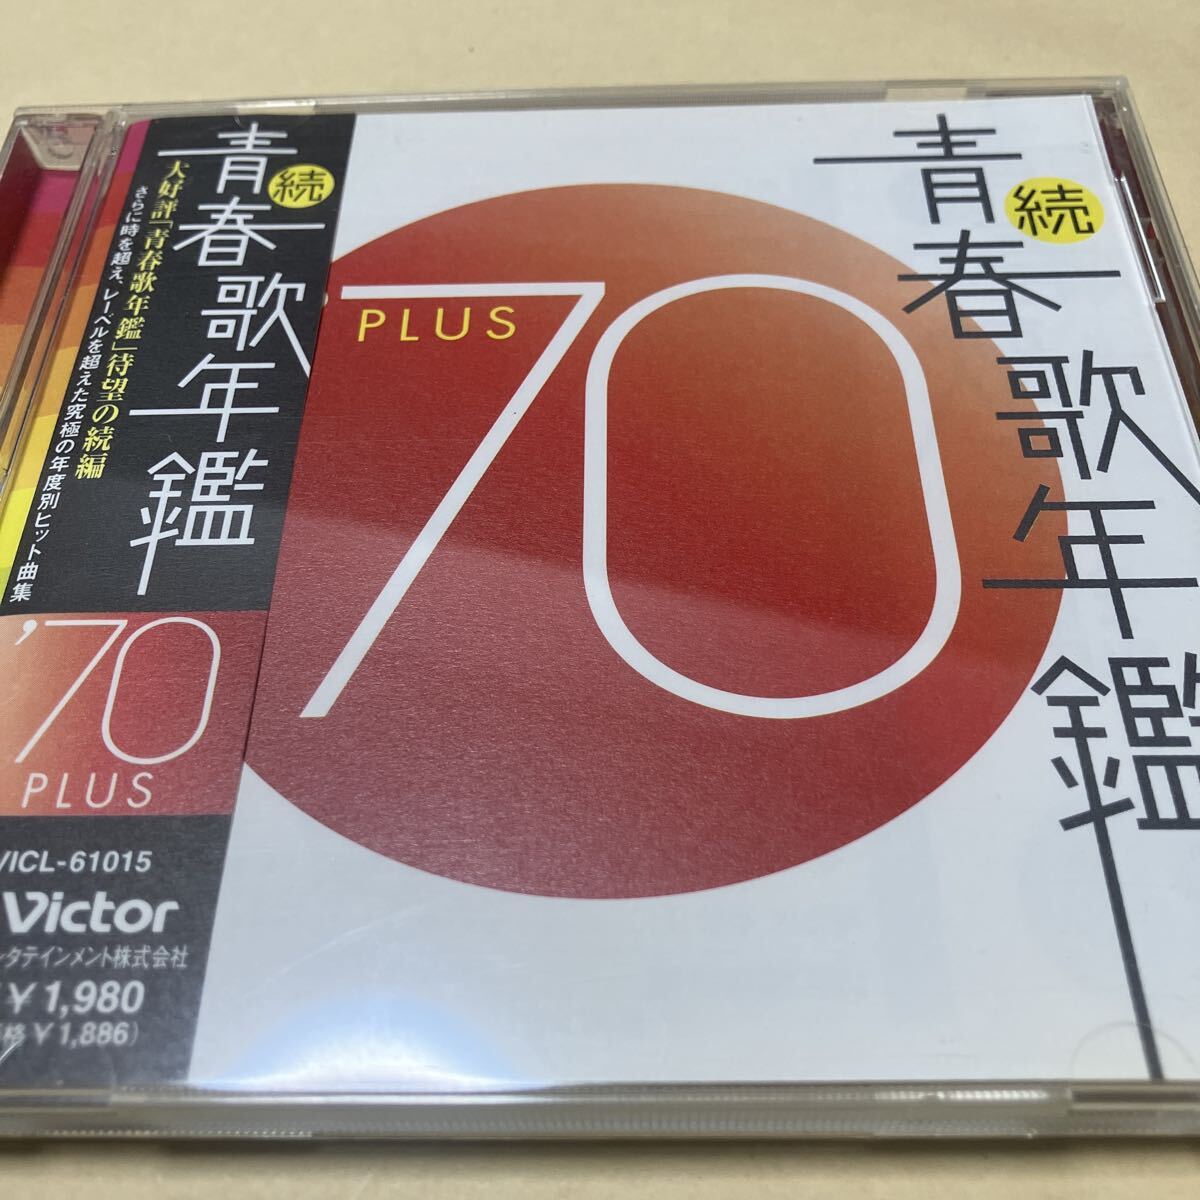 続
青春歌年鑑
大好評「青春歌年鑑」待望の続編
さらに時を超え、レーベルを超えた究極の年度別ヒット曲集
'70
PLUS
VICL-61015
Victor
ンタテインメント株式会社
¥1,980
格 ¥1,886)
'70
PLUS
続
青春歌年鑑